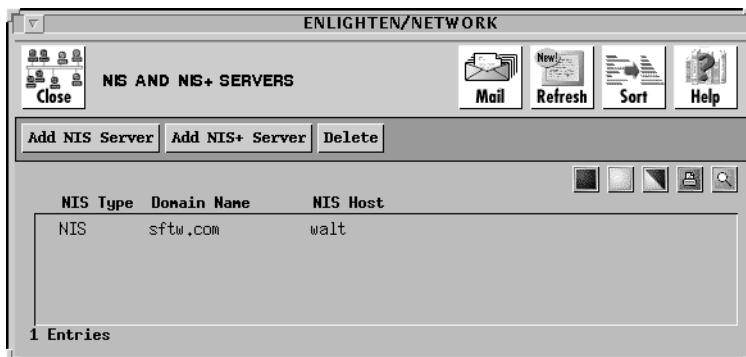 ENLIGHTEN/NETWORK
Close
NIS AND NIS+ SERVERS
Mail
New!
Refresh
Sort
Help
Add NIS Server
Add NIS+ Server
Delete
NIS Type Domain Name NIS Host
NIS sftw.com walt
1 Entries